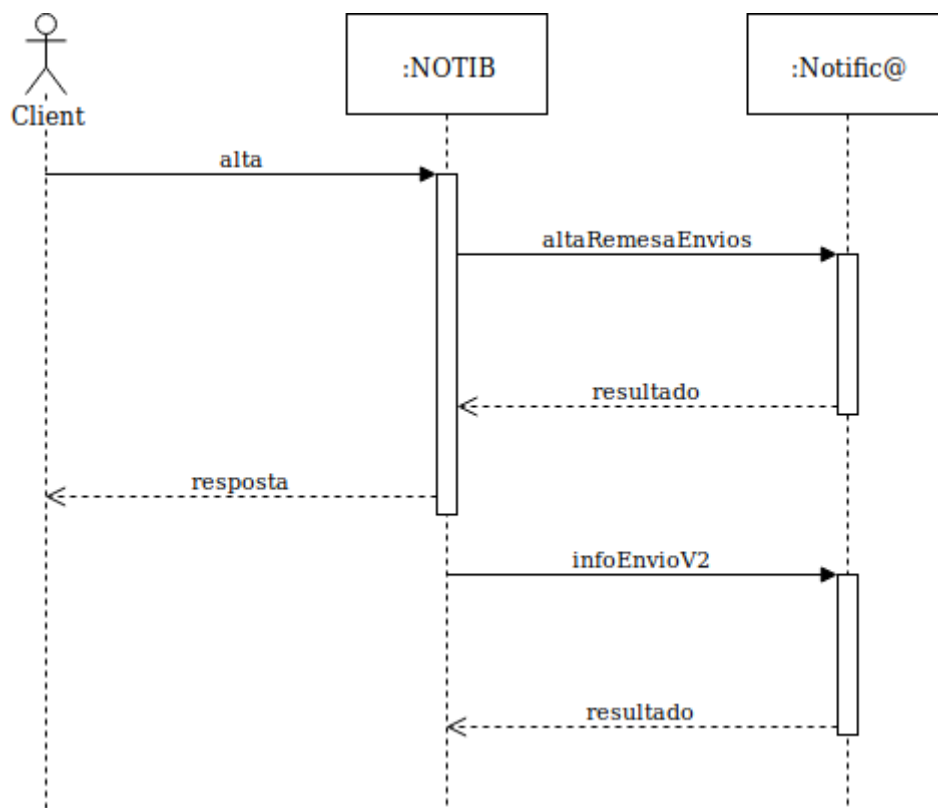 :NOTIB
:Notific@
Client
alta
altaRemesaEnvios
resultado
resposta
infoEnvioV2
resultado